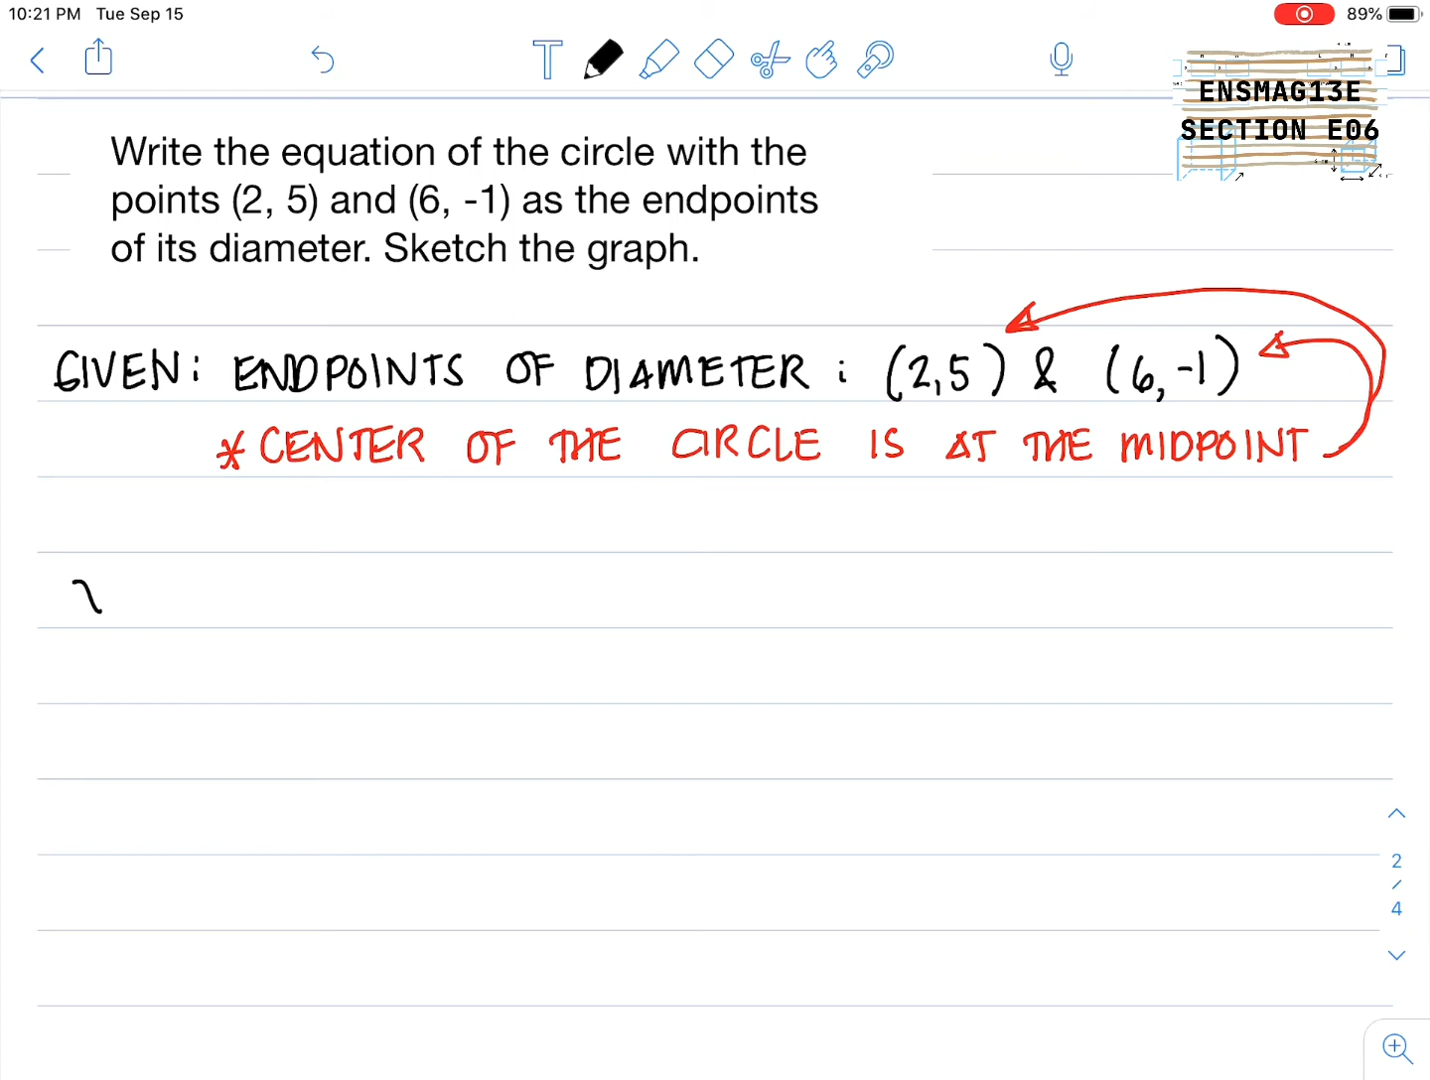 10:21 PM Tue Sep 15
89%
T
ENSMAG13E
SECTION E06
Write the equation of the circle with the
points (2, 5) and (6, -1) as the endpoints
of its diameter. Sketch the graph.
GIVEN: ENDPOINTS OF DIAMETER : (2,5) & (6,-1)
* CENTER OF THE CIRCLE IS AT THE MIDPOINT
2
/
4